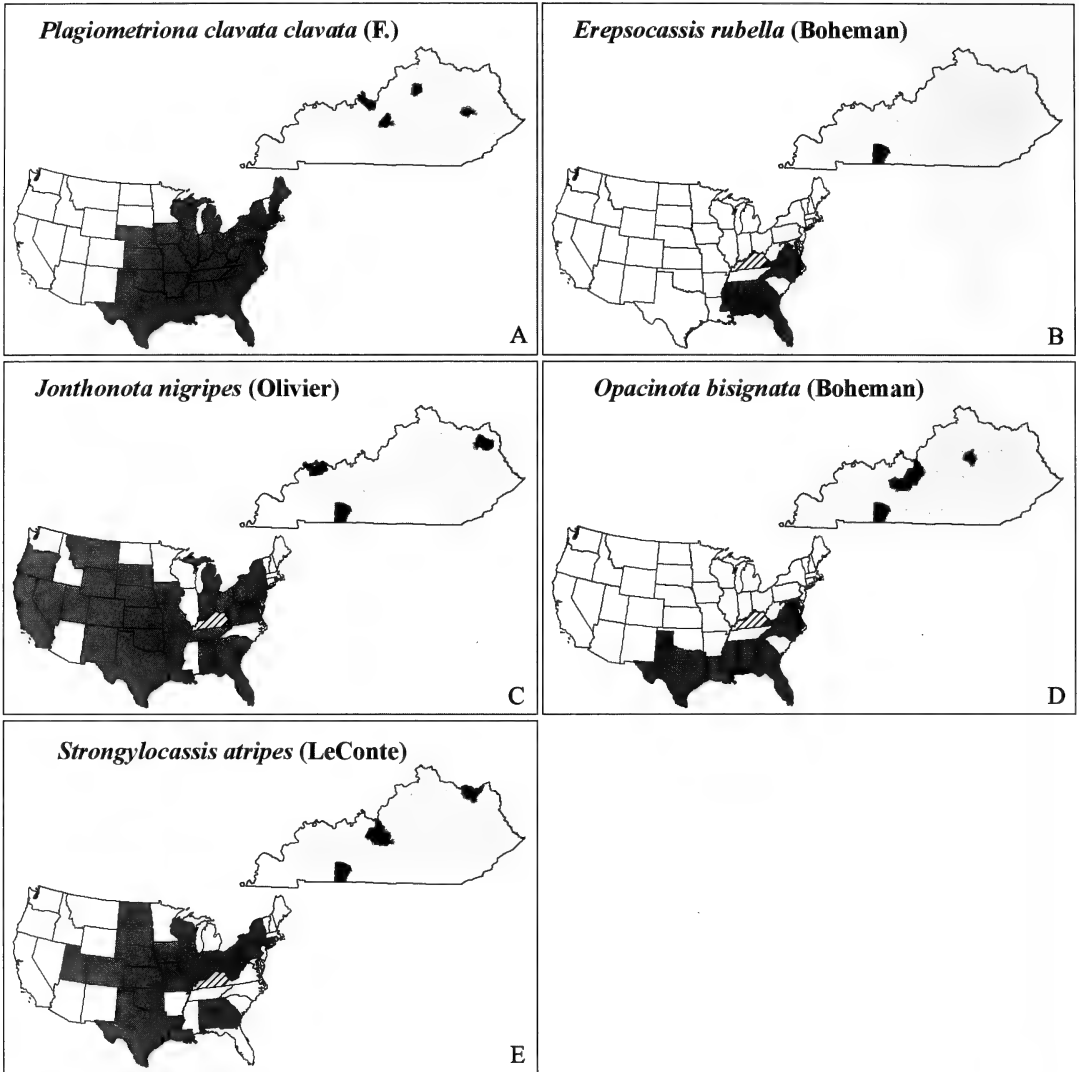 Plagiometriona clavata clavata (F.)
A
Erepsocassis rubella (Boheman)
B
Jonthonota nigripes (Olivier)
C
Opacinota bisignata (Boheman)
D
Strongylocassis atripes (LeConte)
E